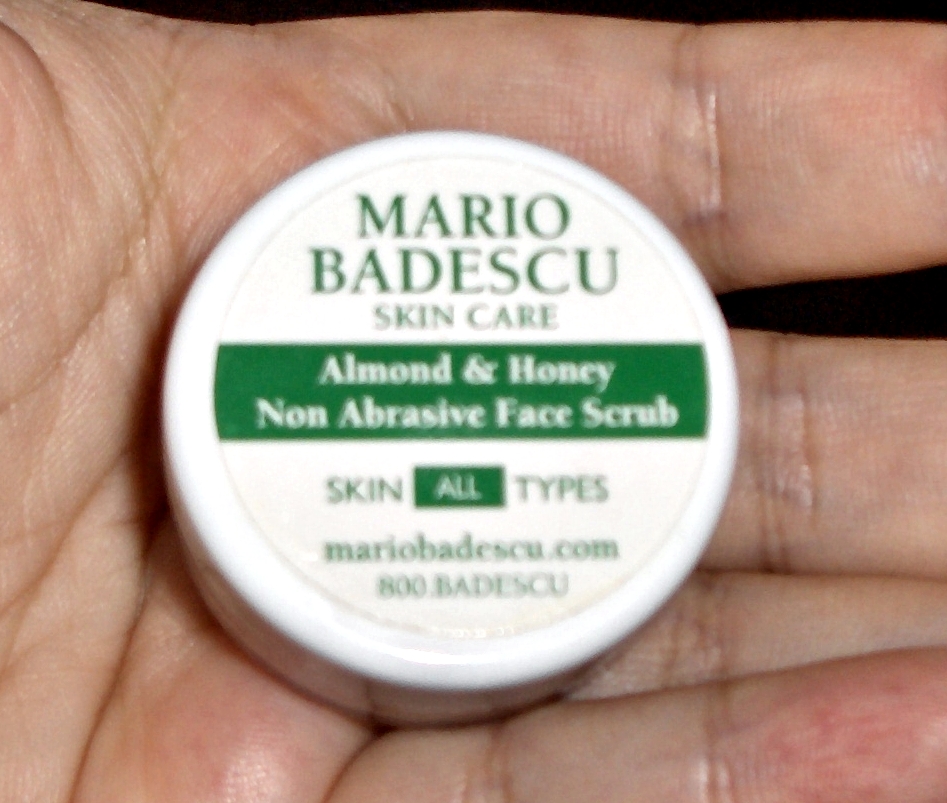 MARIO
BADESCU
SKIN CARE
Almond & Honey
Non Abrasive Face Scrub
SKIN ALL TYPES
mariobadescu.com
800.BADESCU